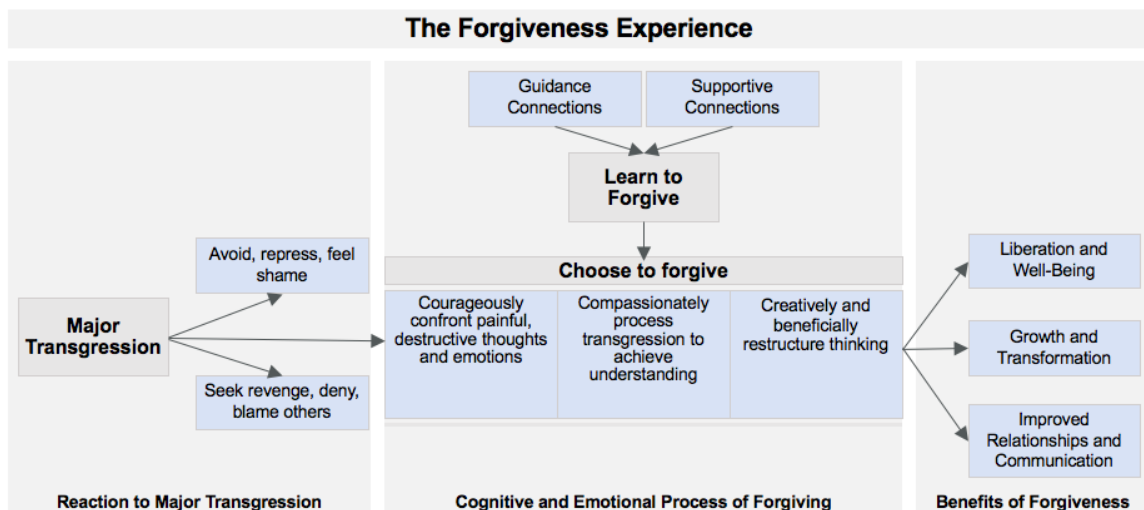 The Forgiveness Experience
Guidance
Connections
Supportive
Connections
Learn to
Forgive
Avoid, repress, feel
shame
Major
Transgression
Seek revenge, deny,
blame others
Choose to forgive
Courageously
confront painful,
destructive thoughts
and emotions
Compassionately
process
transgression to
achieve
understanding
Creatively and
beneficially
restructure thinking
Liberation and
Well-Being
Growth and
Transformation
Improved
Relationships and
Communication
Reaction to Major Transgression
Cognitive and Emotional Process of Forgiving
Benefits of Forgiveness